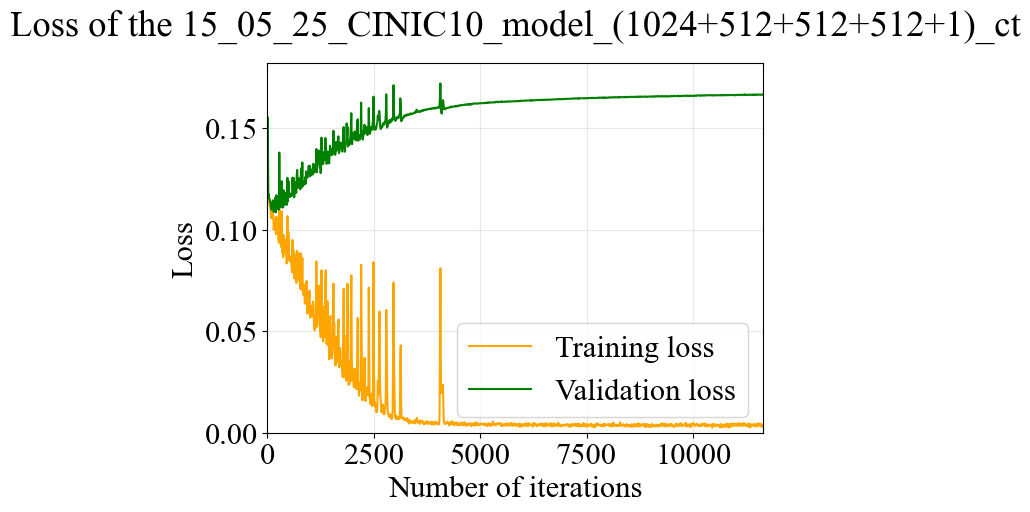 Loss of the 15_05_25_CINIC10_model_(1024+512+512+512+1)_ct
Loss
0.15
0.10
0.05
0.00
Training loss
Validation loss
0 2500 5000 7500 10000
Number of iterations